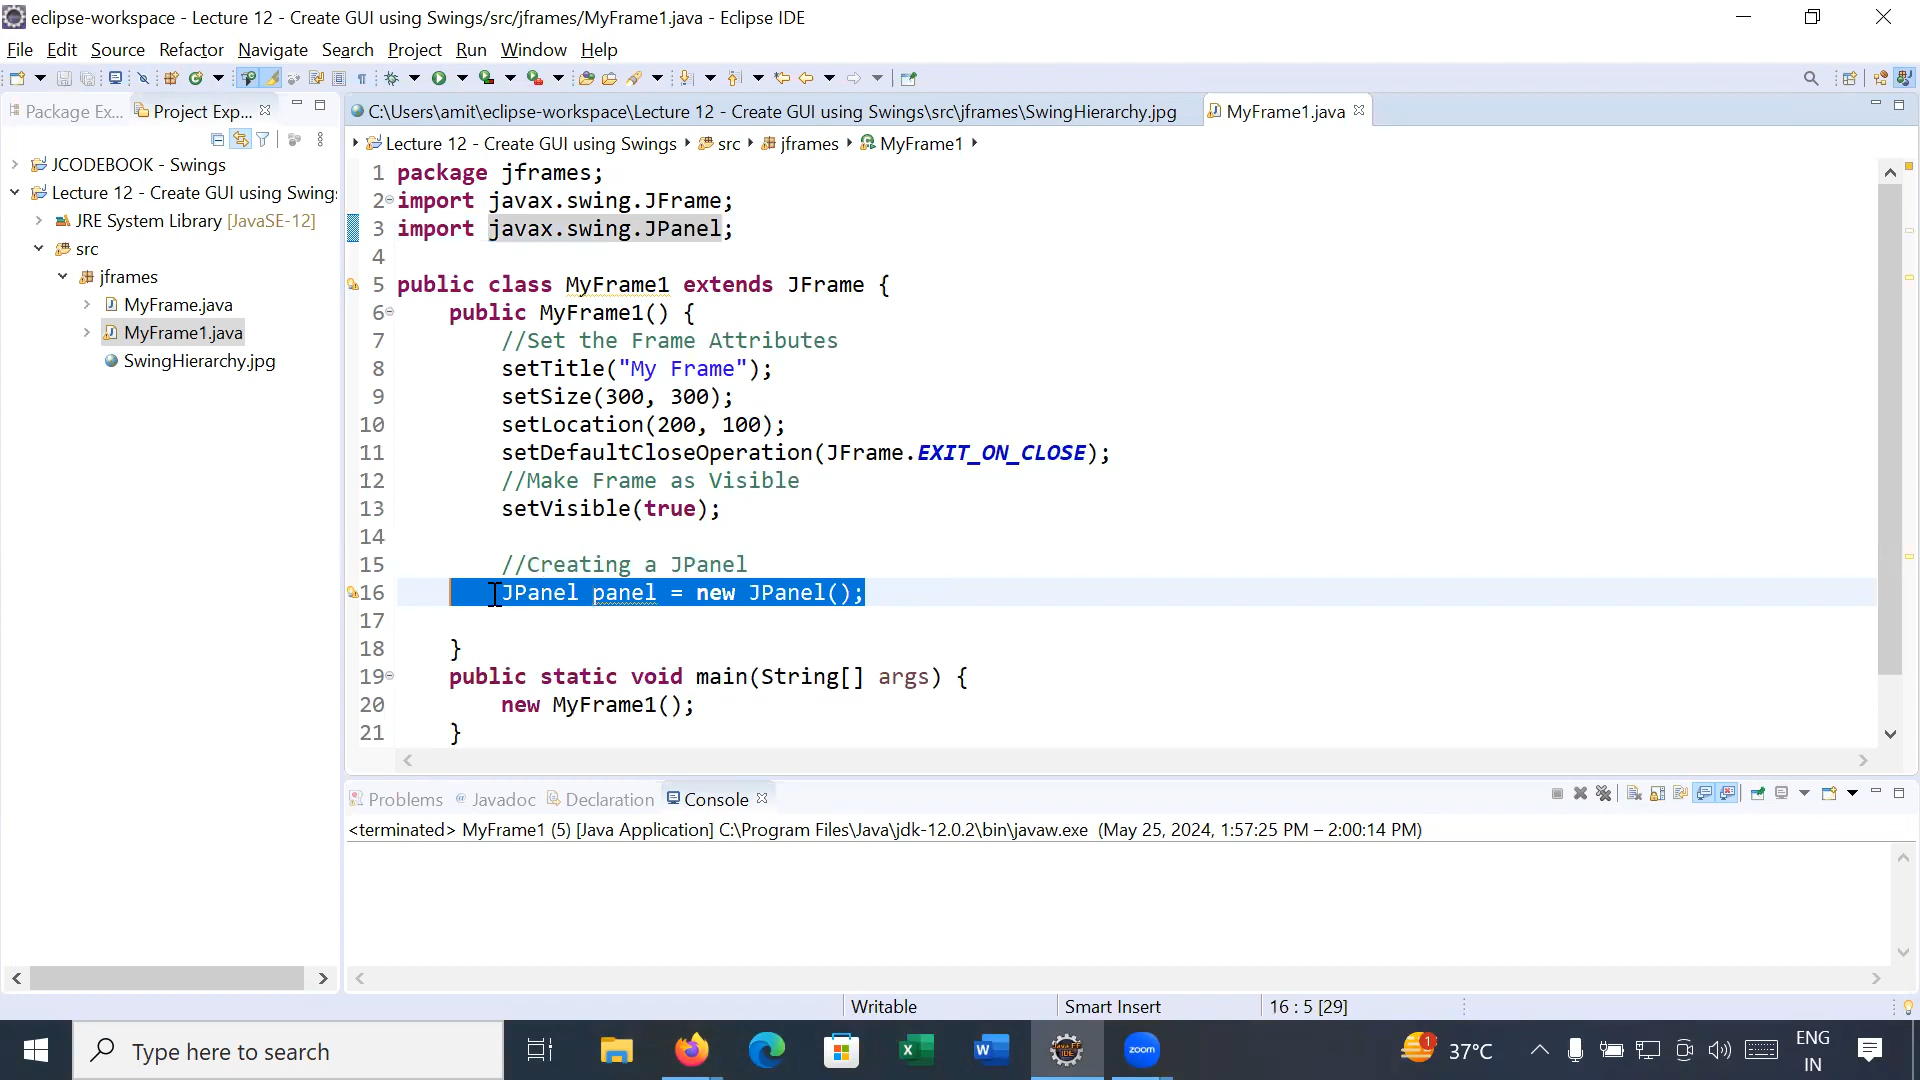 eclipse-workspace - Lecture 12 - Create GUI using Swings/src/jframes/MyFrame1.java - Eclipse IDE
File Edit Source Refactor Navigate Search Project Run Window Help
Package Ex... Project Exp...
C:\Users\amit\eclipse-workspace\Lecture 12 - Create GUI using Swings\src\jframes\SwingHierarchy.jpg MyFrame1.java
Lecture 12 - Create GUI using Swings src jframes MyFrame1
JCODEBOOK - Swings
Lecture 12 - Create GUI using Swing
JRE System Library [JavaSE-12]
src
jframes
MyFrame.java
MyFrame1.java
SwingHierarchy.jpg
1 package jframes;
2 import javax.swing.JFrame;
3 import javax.swing.JPanel;
4
5 public class MyFrame1 extends JFrame {
6 public MyFrame1() {
7 //Set the Frame Attributes
8 setTitle("My Frame");
9 setSize(300, 300);
10 setLocation(200, 100);
11 setDefaultCloseOperation(JFrame.EXIT_ON_CLOSE);
12 //Make Frame as Visible
13 setVisible(true);
14
15 //Creating a JPanel
16 JPanel panel = new JPanel();
17
18 }
19 public static void main(String[] args) {
20 new MyFrame1();
21 }
Problems Javadoc Declaration Console
<terminated> MyFrame1 (5) [Java Application] C:\Program Files\Java\jdk-12.0.2\bin\javaw.exe (May 25, 2024, 1:57:25 PM – 2:00:14 PM)
Writable Smart Insert 16 : 5 [29]
Type here to search
zoom
1
37°C
ENG
IN